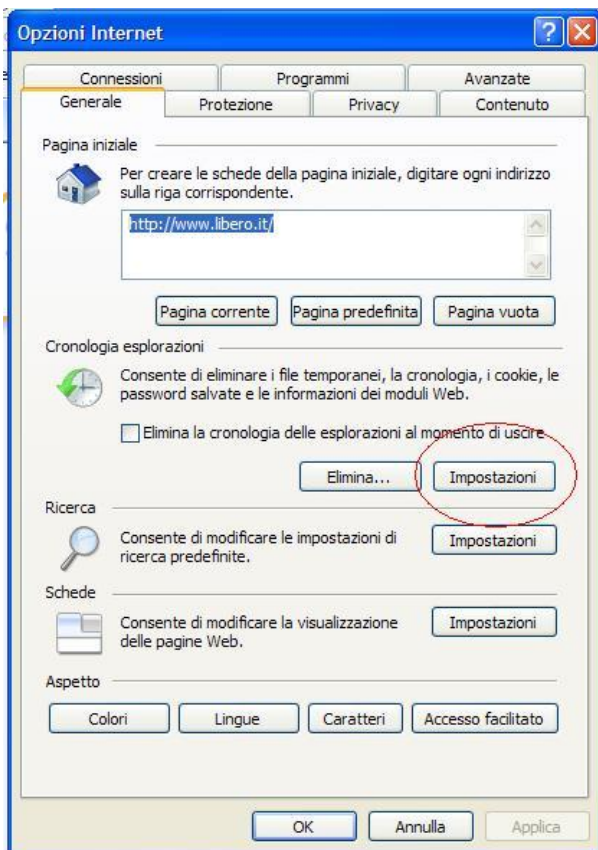 Opzioni Internet
Connessioni Programmi Avanzate
Generale Protezione Privacy Contenuto
Pagina iniziale
Per creare le schede della pagina iniziale, digitare ogni indirizzo
sulla riga corrispondente.
http://www.libero.it/
Pagina corrente Pagina predefinita Pagina vuota
Cronologia esplorazioni
Consente di eliminare i file temporanei, la cronologia, i cookie, le
password salvate e le informazioni dei moduli Web.
Elimina la cronologia delle esplorazioni al momento di uscire
Elimina... Impostazioni
Ricerca
Consente di modificare le impostazioni di
ricerca predefinite.
Impostazioni
Schede
Consente di modificare la visualizzazione
delle pagine Web.
Impostazioni
Aspetto
Colori Lingue Caratteri Accesso facilitato
OK Annulla Applica